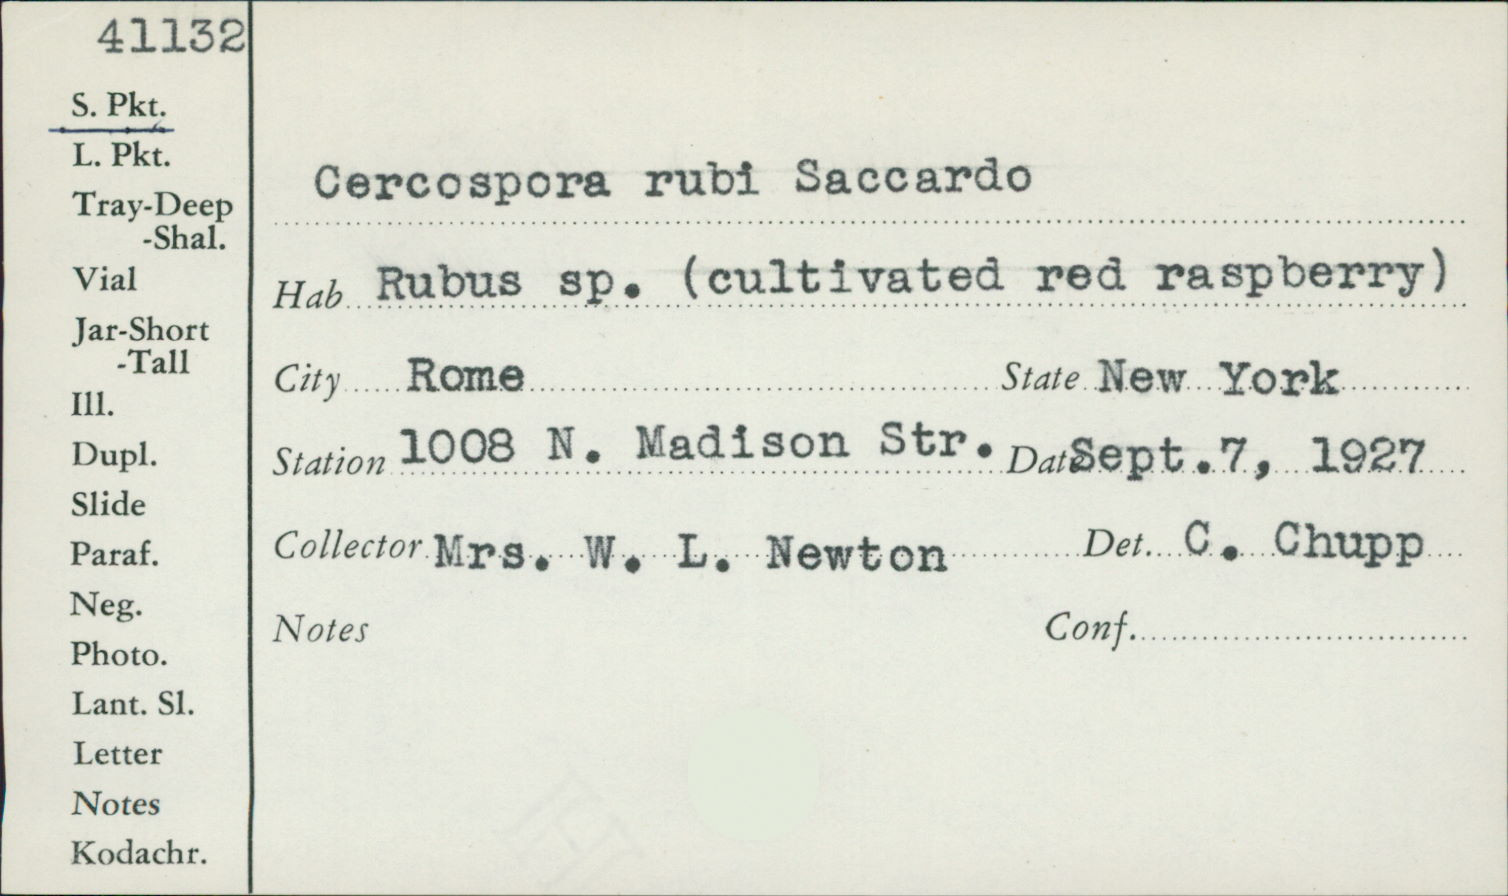 41132
S. Pkt.
L. Pkt.
Tray-Deep
-Shal.
Vial
Jar-Short
-Tall
Ill.
Dupl.
Slide
Paraf.
Neg.
Photo.
Lant. Sl.
Letter
Notes
Kodachr.
Cercospora rubi Saccardo
Hab Rubus sp. (cultivated red raspberry)
City Rome State New York
Station 1008 N. Madison Str. Date Sept.7, 1927
Collector Mrs. W. L. Newton Det. C. Chupp
Notes Conf.